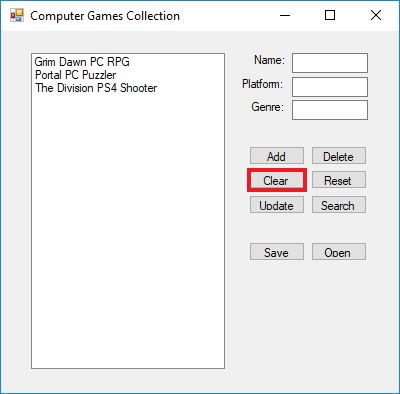 Computer Games Collection
Grim Dawn PC RPG
Portal PC Puzzler
The Division PS4 Shooter
Name:
Platform:
Genre:
Add Delete
Clear Reset
Update Search
Save Open